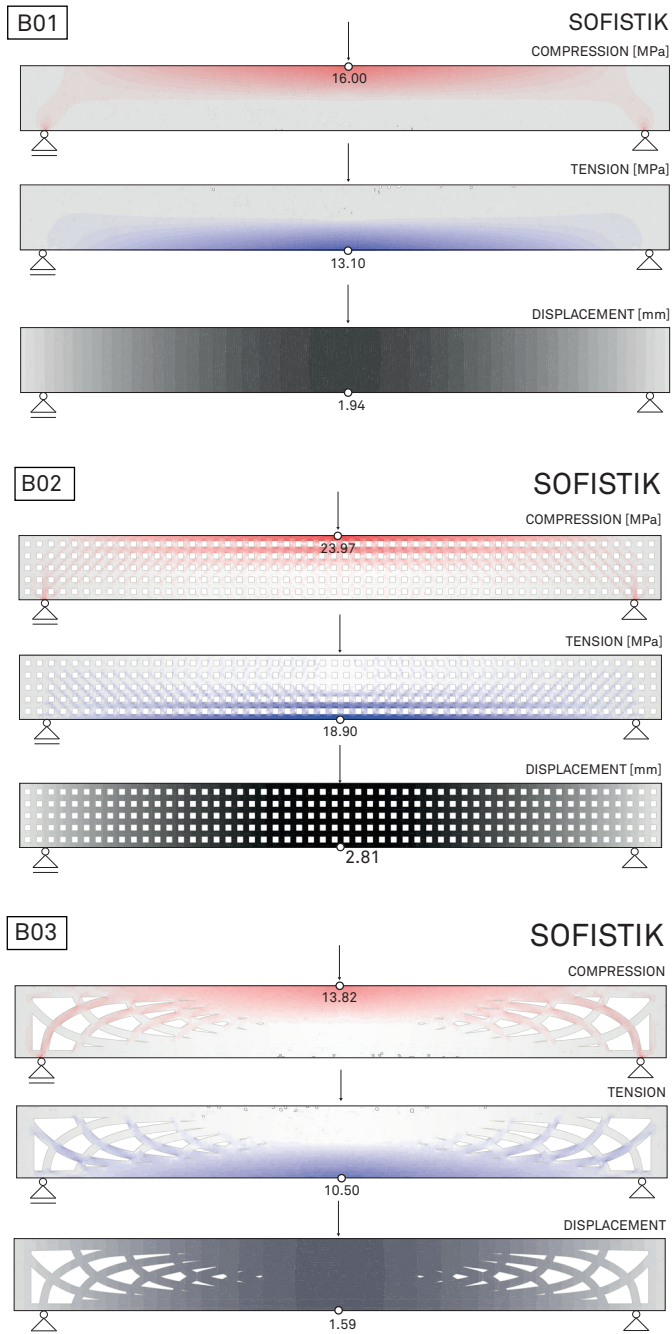 B01
SOFISTIK
COMPRESSION [MPa]
16.00
TENSION [MPa]
13.10
DISPLACEMENT [mm]
1.94
B02
SOFISTIK
COMPRESSION [MPa]
23.97
TENSION [MPa]
18.90
DISPLACEMENT [mm]
2.81
B03
SOFISTIK
COMPRESSION
13.82
TENSION
10.50
DISPLACEMENT
1.59